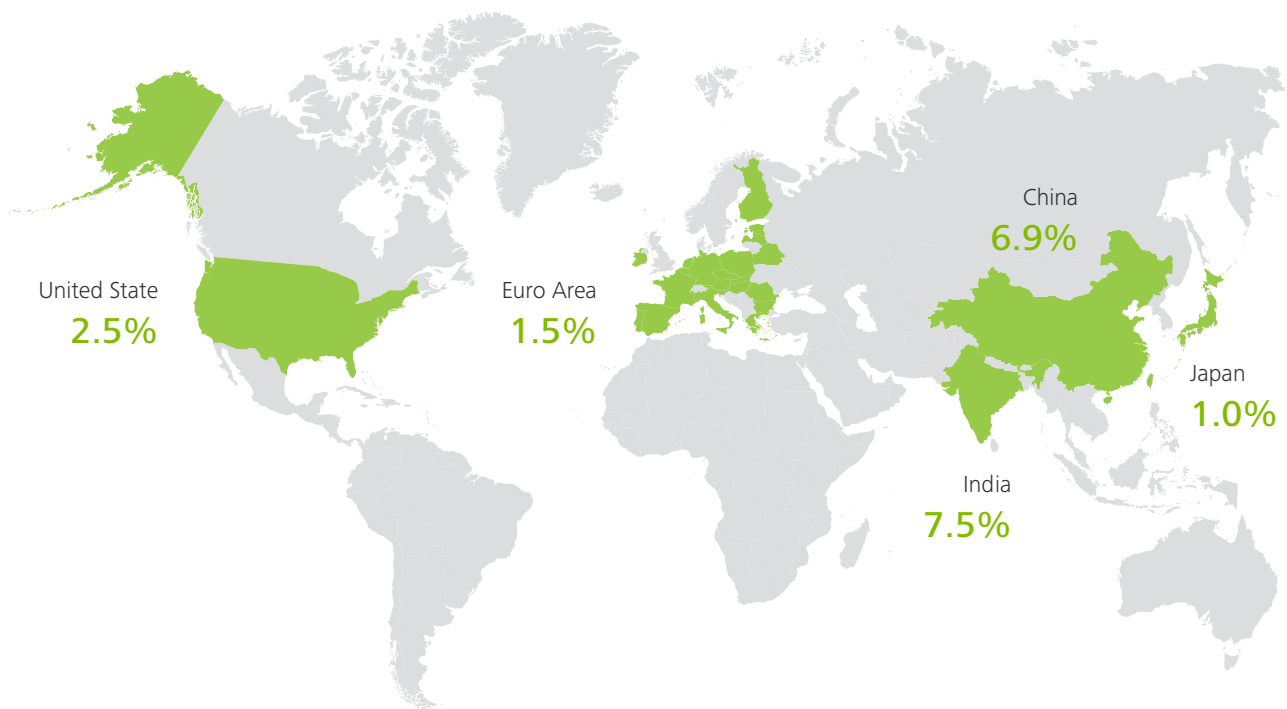 China
6.9%
United State
2.5%
Euro Area
1.5%
Japan
1.0%
India
7.5%